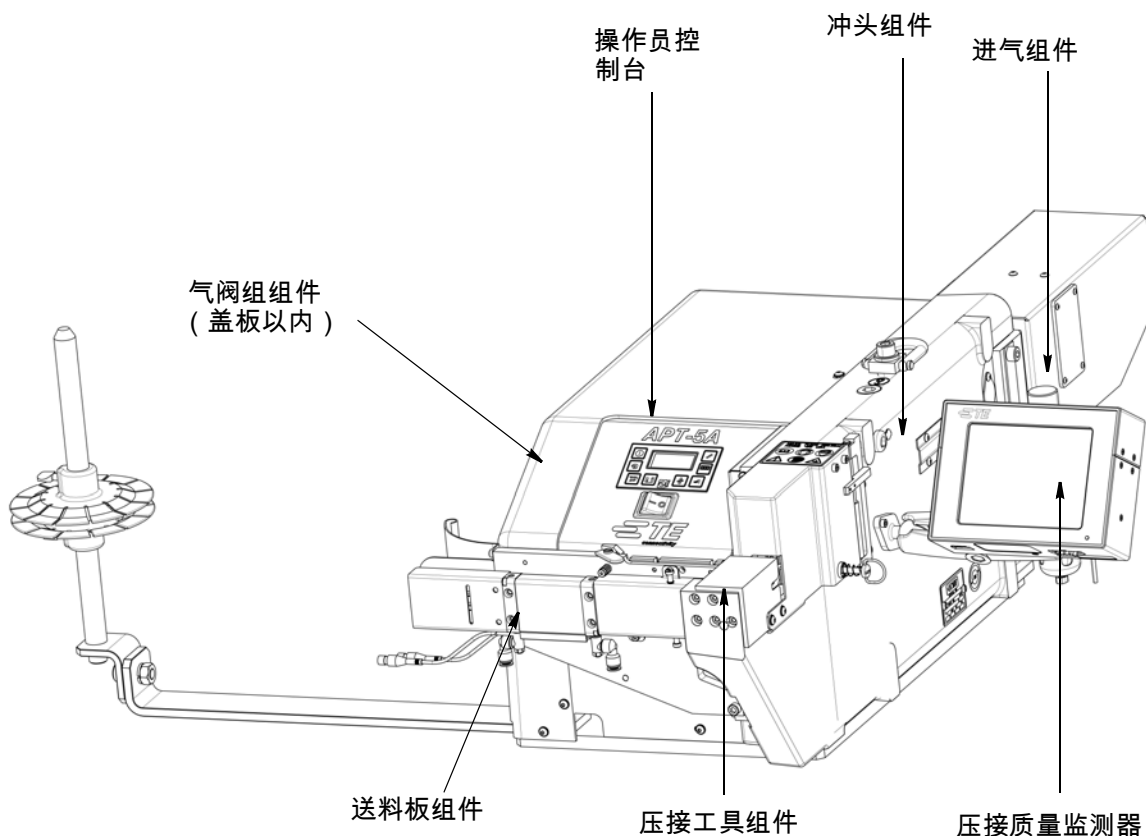 冲头组件
操作员控
制台
进气组件
气阀组组件
（盖板以内）
APT-5A
TE
TE
送料板组件
压接工具组件
压接质量监测器